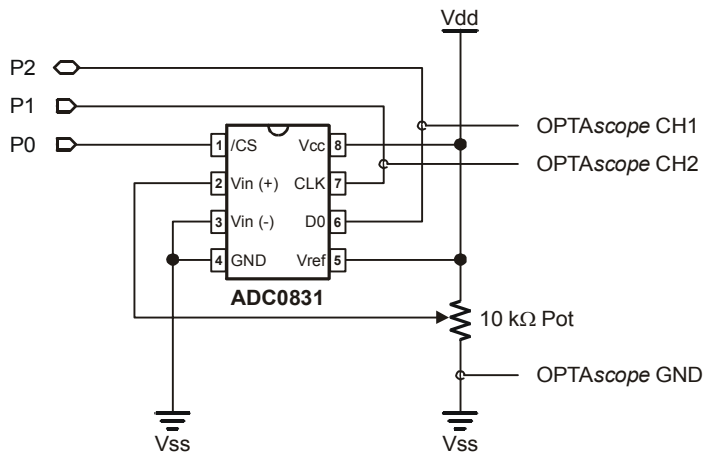 Vdd
P2
P1
P0
OPTAscope CH1
OPTAscope CH2
1 /CS Vcc 8
2 Vin (+) CLK 7
3 Vin (-) D0 6
4 GND Vref 5
ADC0831
10 kΩ Pot
OPTAscope GND
Vss
Vss